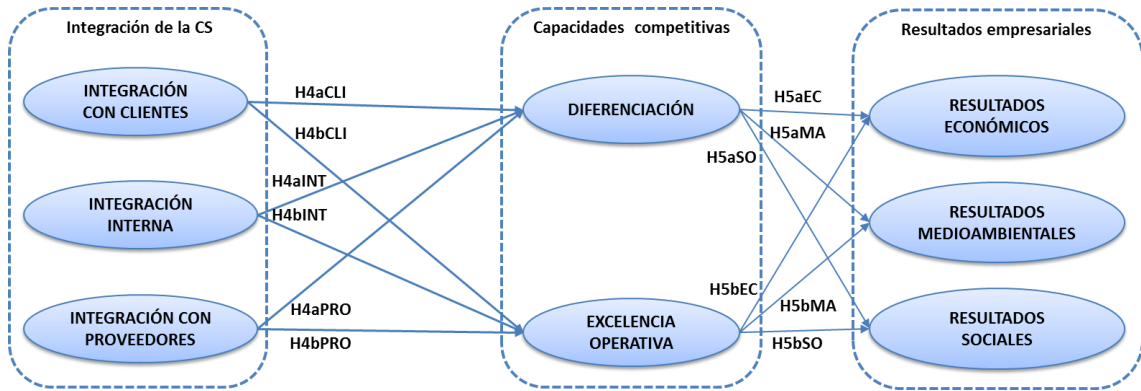 Integración de la CS
INTEGRACIÓN
CON CLIENTES
INTEGRACIÓN
INTERNA
INTEGRACIÓN CON
PROVEEDORES
H4aCLI
H4bCLI
H4aINT
H4bINT
H4aPRO
H4bPRO
Capacidades competitivas
DIFERENCIACIÓN
EXCELENCIA
OPERATIVA
H5aEC
H5aMA
H5aSO
H5bEC
H5bMA
H5bSO
Resultados empresariales
RESULTADOS
ECONÓMICOS
RESULTADOS
MEDIOAMBIENTALES
RESULTADOS
SOCIALES